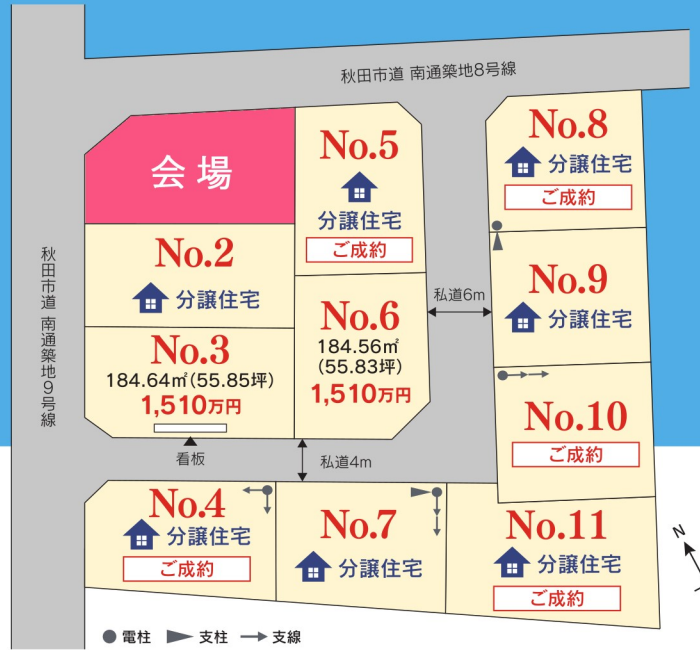 秋田市道 南通築地8号線
秋田市道 南通築地9号線
会場
No.5
分譲住宅
ご成約
No.8
分譲住宅
ご成約
No.2
分譲住宅
No.9
分譲住宅
私道6m
No.3
184.64㎡(55.85坪)
1,510万円
No.6
184.56㎡
(55.83坪)
1,510万円
看板
私道4m
No.10
ご成約
No.4
分譲住宅
ご成約
No.7
分譲住宅
No.11
分譲住宅
ご成約
N
電柱 支柱 支線